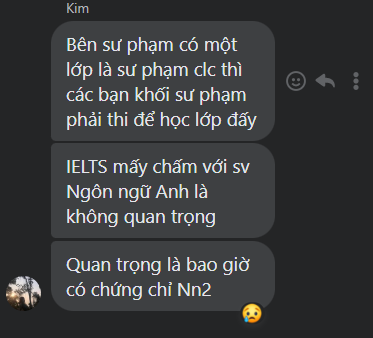 Kim
Bên sư phạm có một
lớp là sư phạm clc thì
các bạn khối sư phạm
phải thi để học lớp đấy
IELTS mấy chấm với sv
Ngôn ngữ Anh là
không quan trọng
Quan trọng là bao giờ
có chứng chỉ Nn2